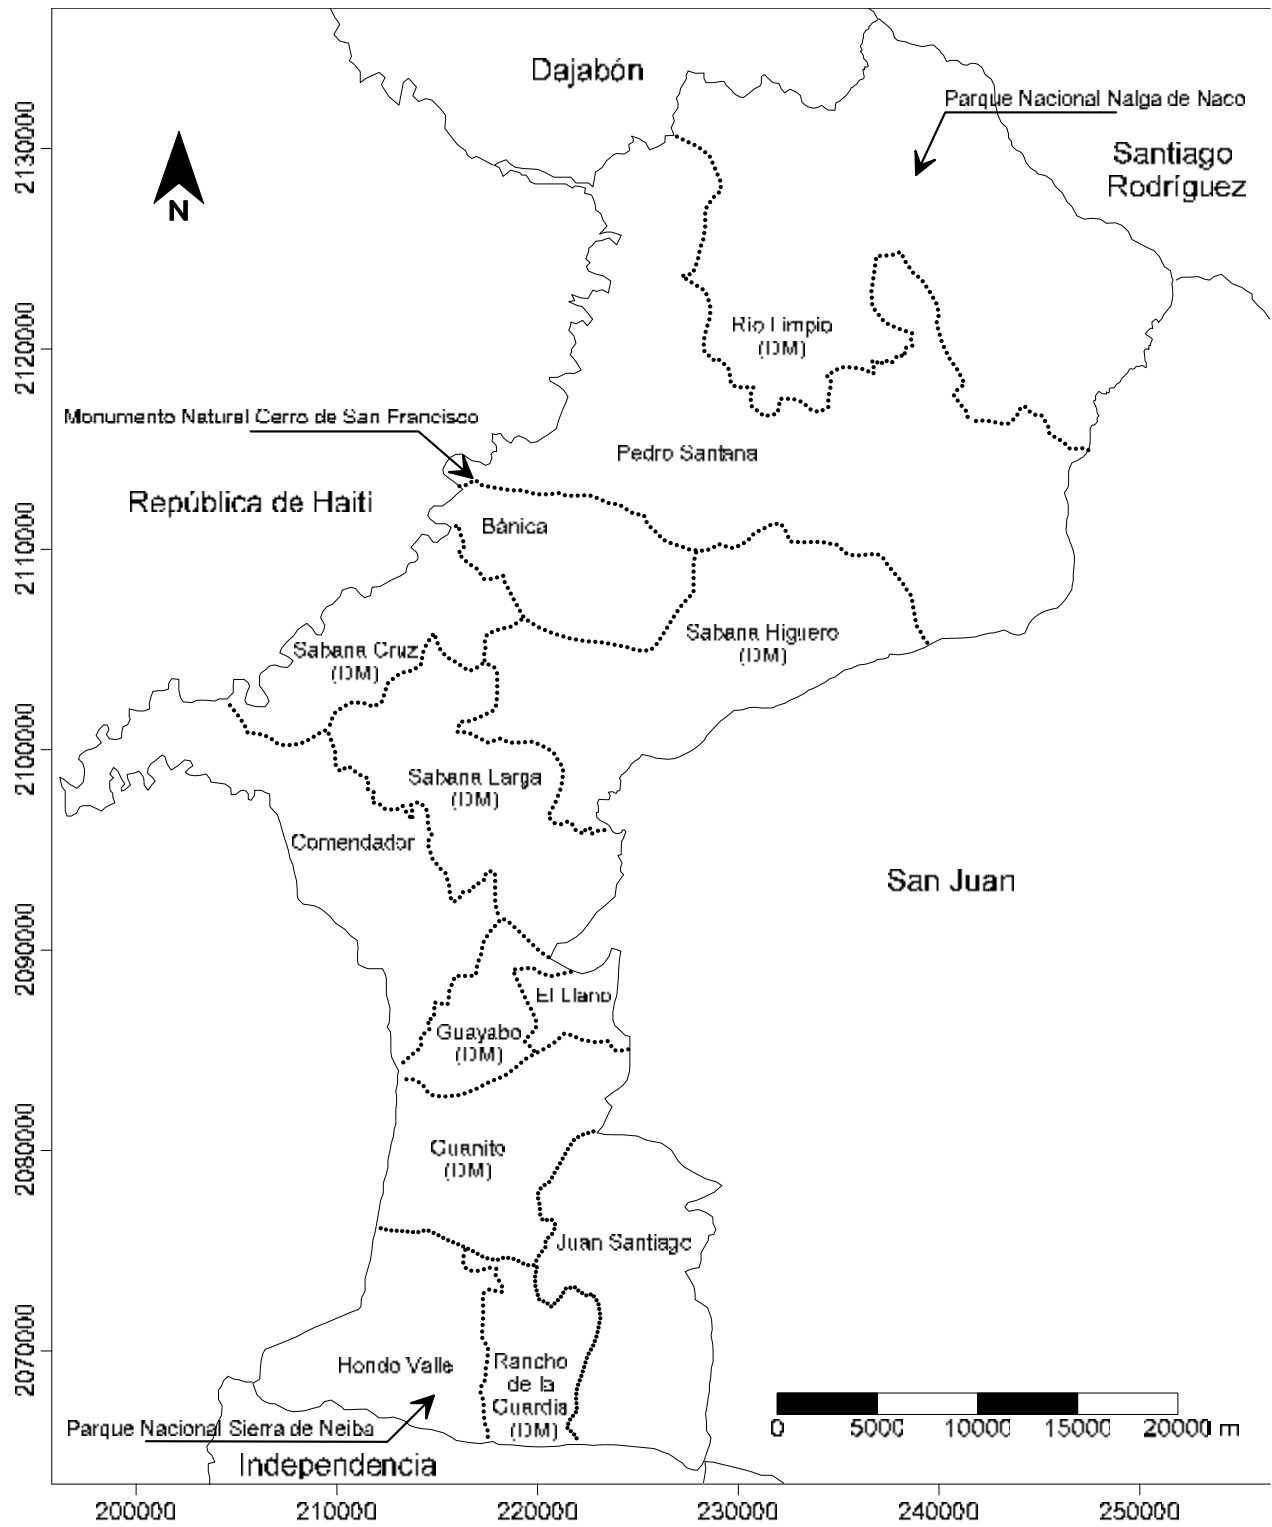 Dajabón
Parque Nacional Nalga de Naco
Santiago
Rodríguez
N
Río Limpio
(DM)
Monumento Natural Cerro de San Francisco
Pedro Santana
República de Haiti
Bánica
Sabana Higuero
(DM)
Sabana Cruz
(DM)
Sabana Larga
(DM)
Comendador
San Juan
El Llano
Guayabo
(DM)
Guanito
(DM)
Juan Santiago
Hondo Valle
Rancho
de la
Guardia
(DM)
Parque Nacional Sierra de Neiba
Independencia
0 5000 10000 15000 20000 m
2130000
2120000
2110000
2100000
2090000
2080000
2070000
200000 210000 220000 230000 240000 250000